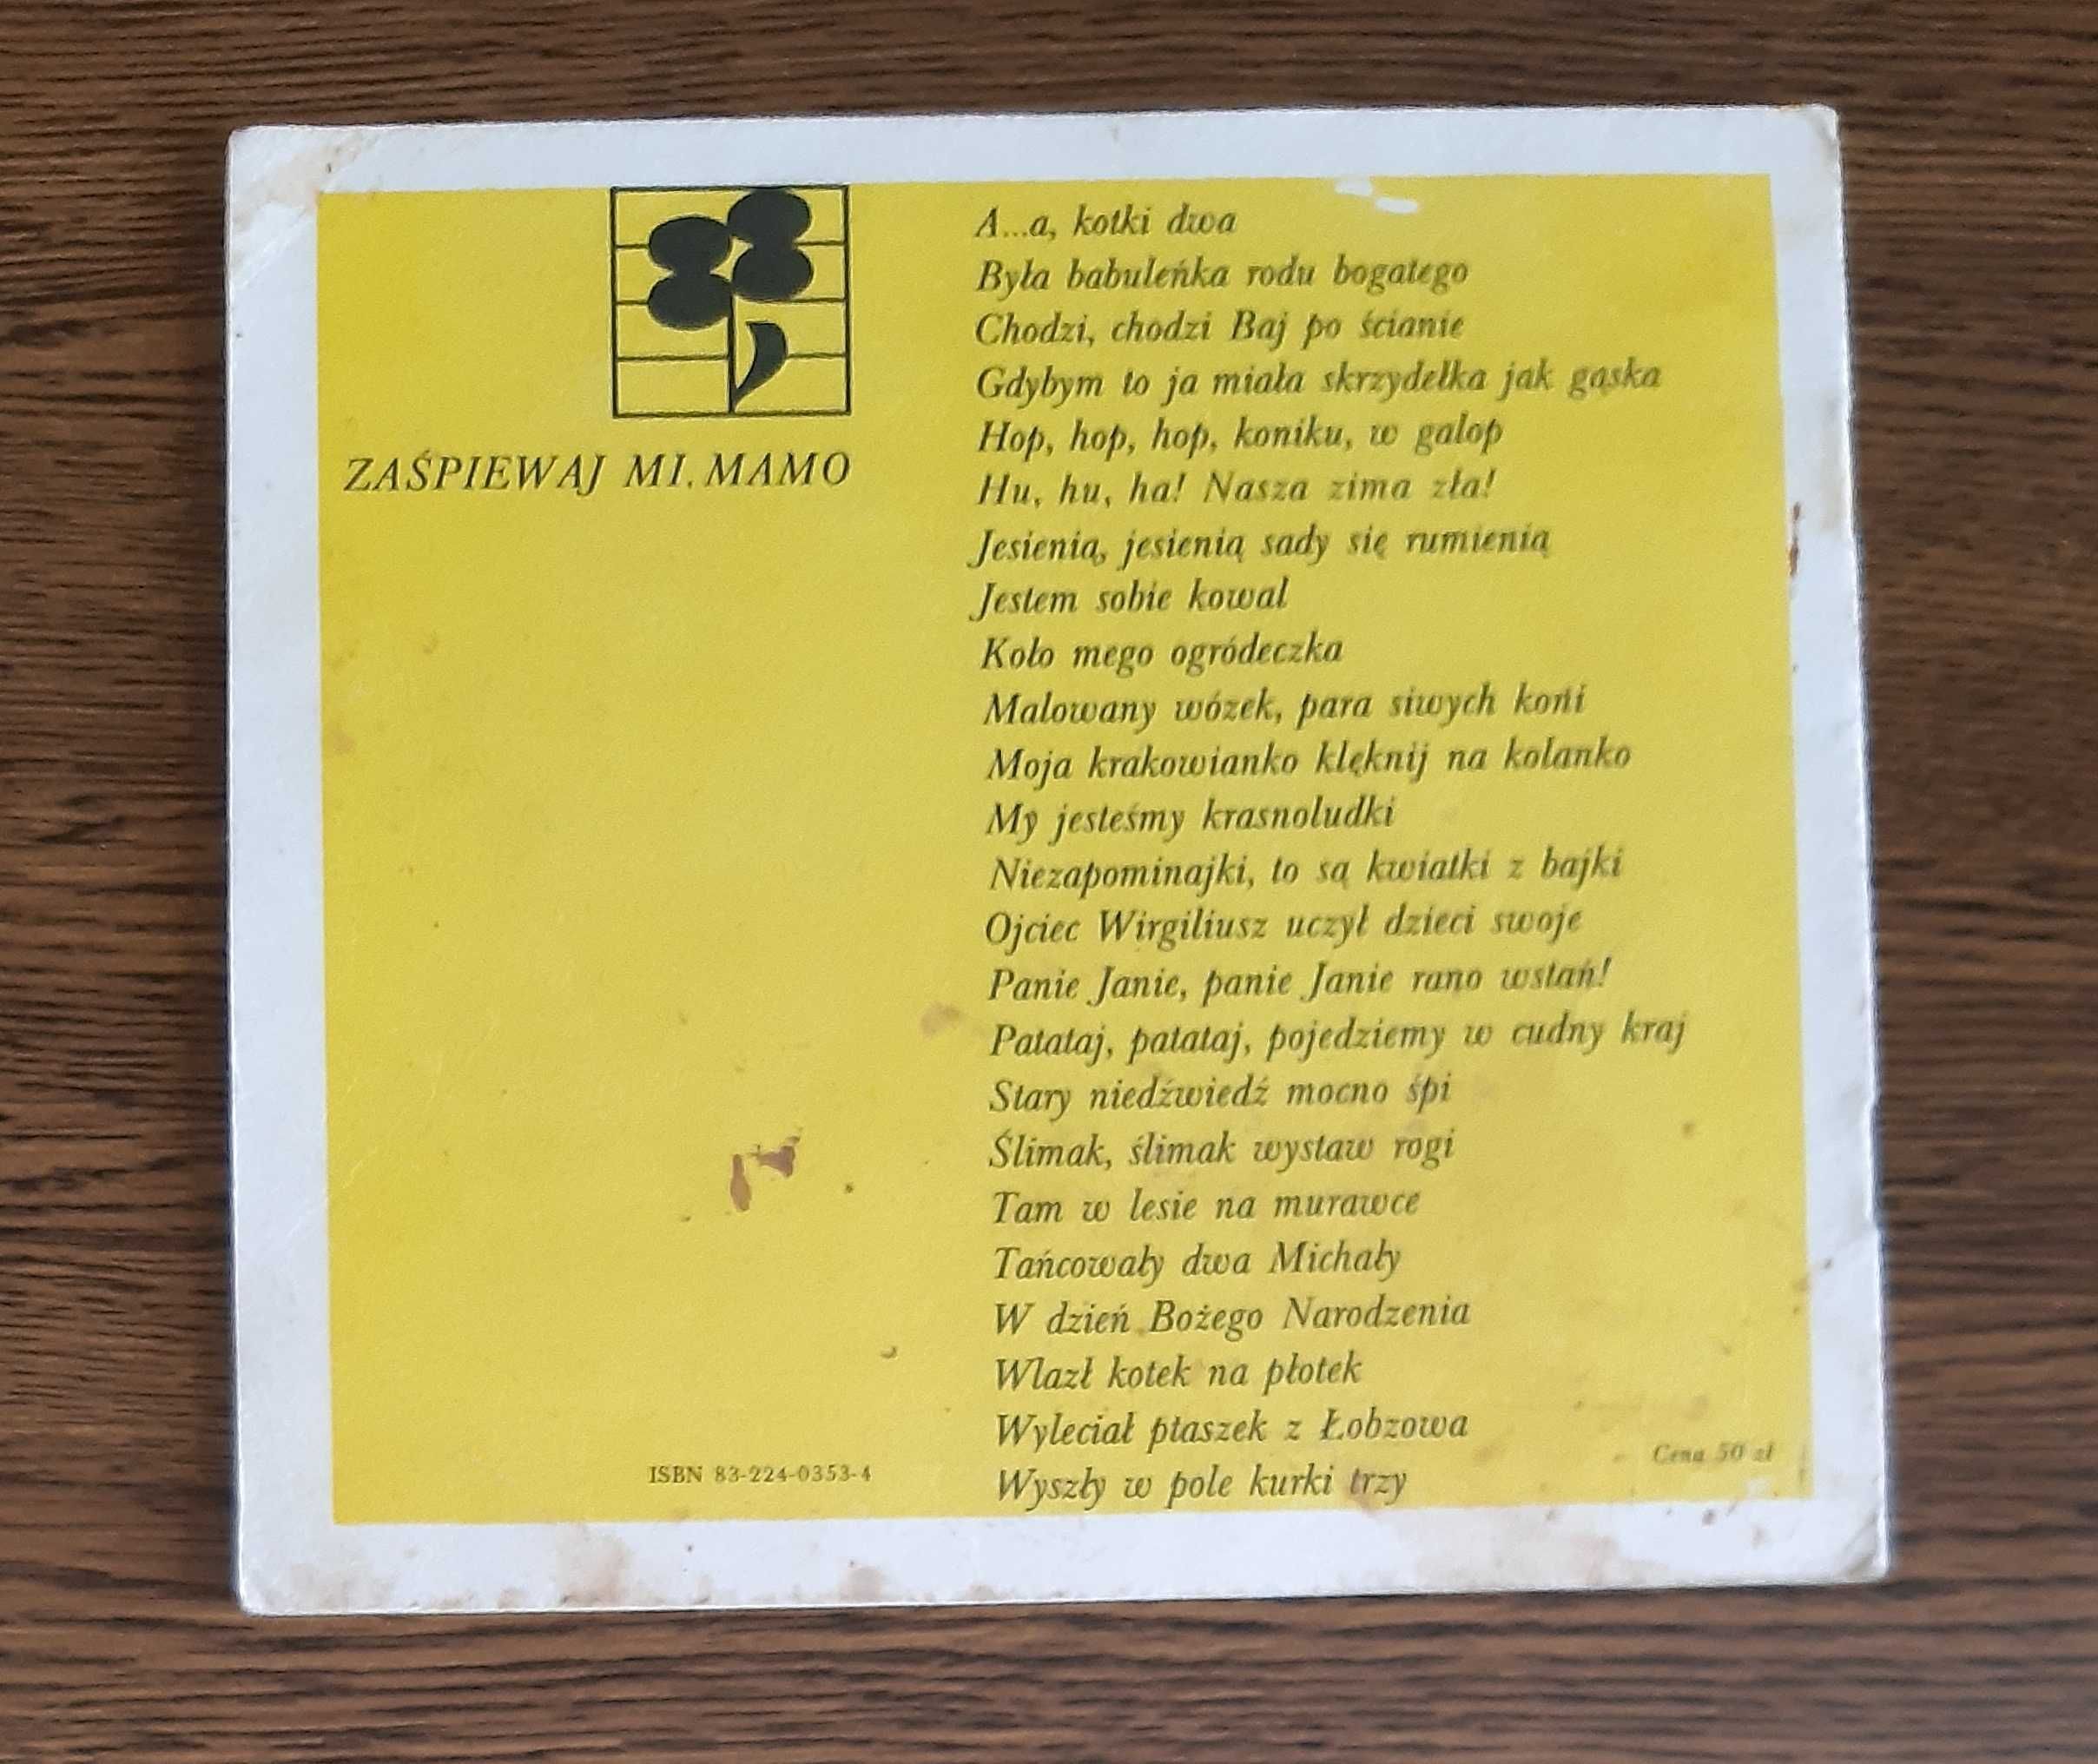 ZAŚPIEWAJ MI, MAMO
A...a, kotki dwa
Była babuleńka rodu bogatego
Chodzi, chodzi Baj po ścianie
Gdybym to ja miała skrzydełka jak gąska
Hop, hop, hop, koniku, w galop
Hu, hu, ha! Nasza zima zła!
Jesienią, jesienią sady się rumienią
Jestem sobie kowal
Koło mego ogródeczka
Malowany wózek, para siwych koni
Moja krakowianko klęknij na kolanko
My jesteśmy krasnoludki
Niezapominajki, to są kwiatki z bajki
Ojciec Wirgiliusz uczył dzieci swoje
Panie Janie, panie Janie rano wstań!
Patataj, patataj, pojedziemy w cudny kraj
Stary niedźwiedź mocno śpi
Ślimak, ślimak wystaw rogi
Tam w lesie na murawce
Tańcowały dwa Michały
W dzień Bożego Narodzenia
Wlazł kotek na płotek
Wyleciał ptaszek z Łobzowa
Wyszły w pole kurki trzy
ISBN 83-224-0353-4
Cena 50 zł